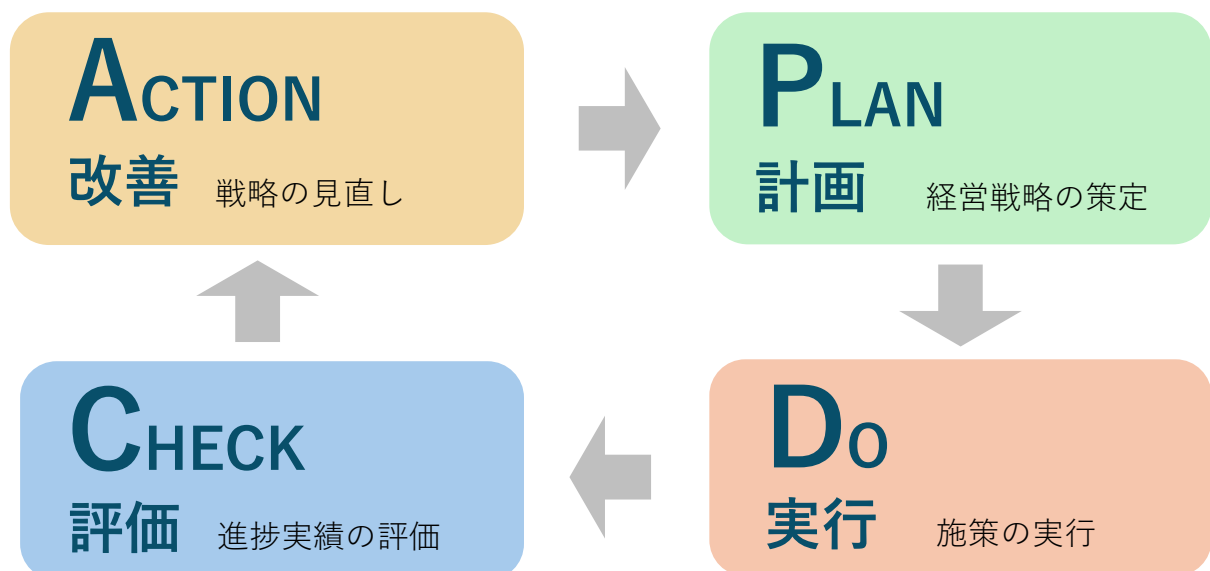 ACTION
改善 戦略の見直し
PLAN
計画 経営戦略の策定
CHECK
評価 進捗実績の評価
DO
実行 施策の実行